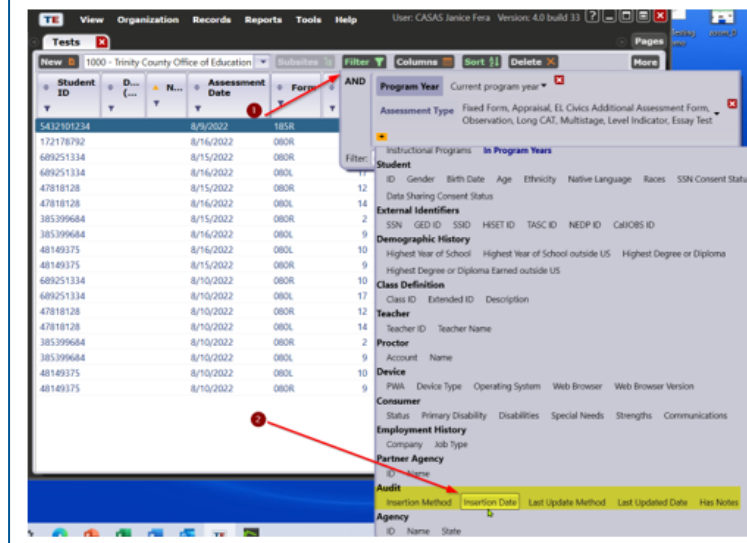 TE View Organization Records Reports Tools Help User: CASAS Janice Fera Version: 4.0 build 33
Tests Pages
New 1000 - Trinity County Office of Education Subsites Filter Columns Sort Delete More
Student ID D... (... N... Assessment Date Form
AND Program Year Current program year
Assessment Type Fixed Form, Appraisal, EL Civics Additional Assessment Form,
Observation, Long CAT, Multistage, Level Indicator, Essay Test
1
Filter:
5432101234 8/9/2022 185R
172178792 8/16/2022 080R
689251334 8/15/2022 080R
689251334 8/16/2022 080L 17
47818128 8/15/2022 080R 12
47818128 8/16/2022 080L 14
385399684 8/15/2022 080R 2
385399684 8/16/2022 080L 9
48149375 8/16/2022 080L 10
48149375 8/15/2022 080R 9
689251334 8/10/2022 080R 10
689251334 8/10/2022 080L 17
47818128 8/10/2022 080R 12
47818128 8/10/2022 080L 14
385399684 8/10/2022 080R 2
385399684 8/10/2022 080L 9
48149375 8/10/2022 080L 10
48149375 8/10/2022 080R 9
2
Instructional Programs In Program Years
Student
ID Gender Birth Date Age Ethnicity Native Language Races SSN Consent Statu
Data Sharing Consent Status
External Identifiers
SSN GED ID SSID HiSET ID TASC ID NEDP ID CalJOBS ID
Demographic History
Highest Year of School Highest Year of School outside US Highest Degree or Diploma
Highest Degree or Diploma Earned outside US
Class Definition
Class ID Extended ID Description
Teacher
Teacher ID Teacher Name
Proctor
Account Name
Device
PWA Device Type Operating System Web Browser Web Browser Version
Consumer
Status Primary Disability Disabilities Special Needs Strengths Communications
Employment History
Company Job Type
Partner Agency
ID Name
Audit
Insertion Method Insertion Date Last Update Method Last Updated Date Has Notes
Agency
ID Name State